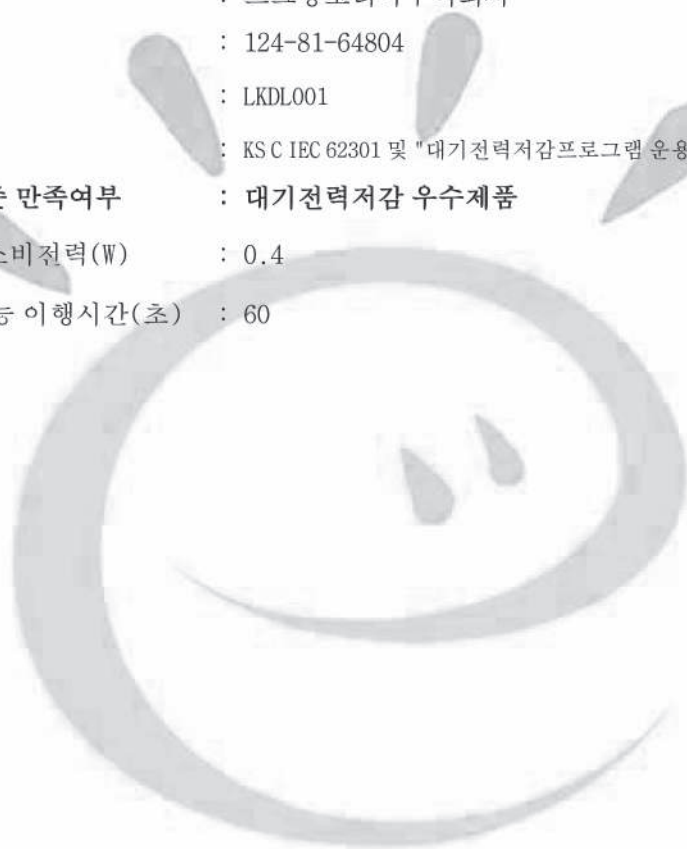 : 124-81-64804
: LKDL001
: KS C IEC 62301 및 "대기전력저감프로그램 운용
만족여부 : 대기전력저감 우수제품
소비전력(W) : 0.4
능 이행시간(초) : 60